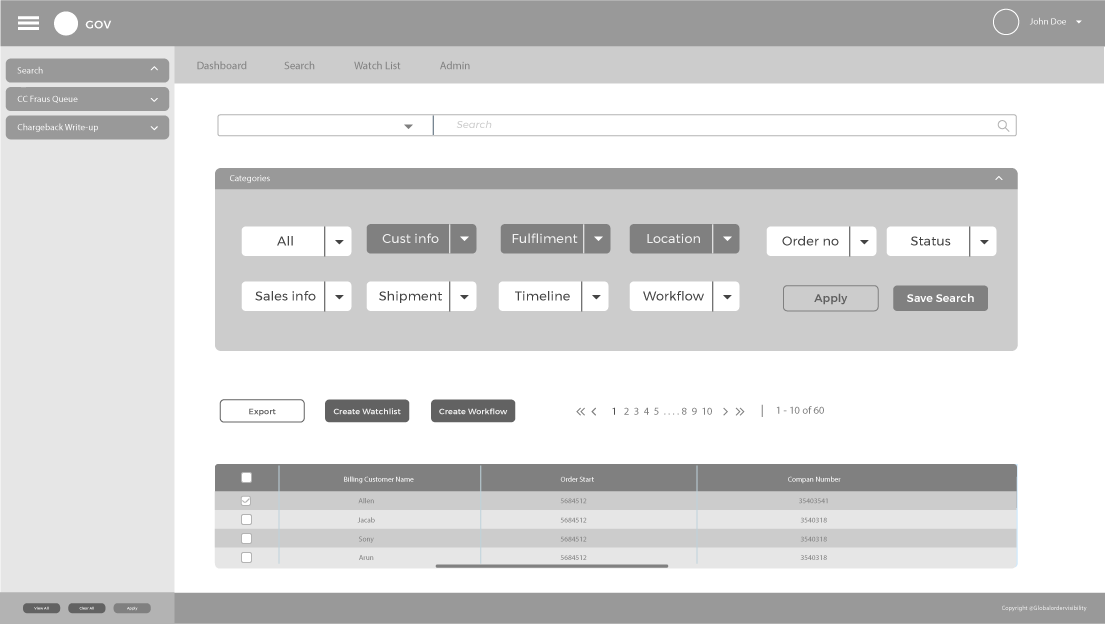 GOV
John Doe
Search
CC Fraus Queue
Chargeback Write-up
Dashboard Search Watch List Admin
Search
Categories
All Cust info Fulfliment Location Order no Status
Sales info Shipment Timeline Workflow Apply Save Search
Export Create Watchlist Create Workflow 1 2 3 4 5 .... 8 9 10 1 - 10 of 60
Billing Customer Name Order Start Compan Number
Allen 5684512 35403541
Jacab 5684512 3540318
Sony 5684512 3540318
Arun 5684512 3540318
View All Clear All Apply
Copyright @Globalordarvisibility